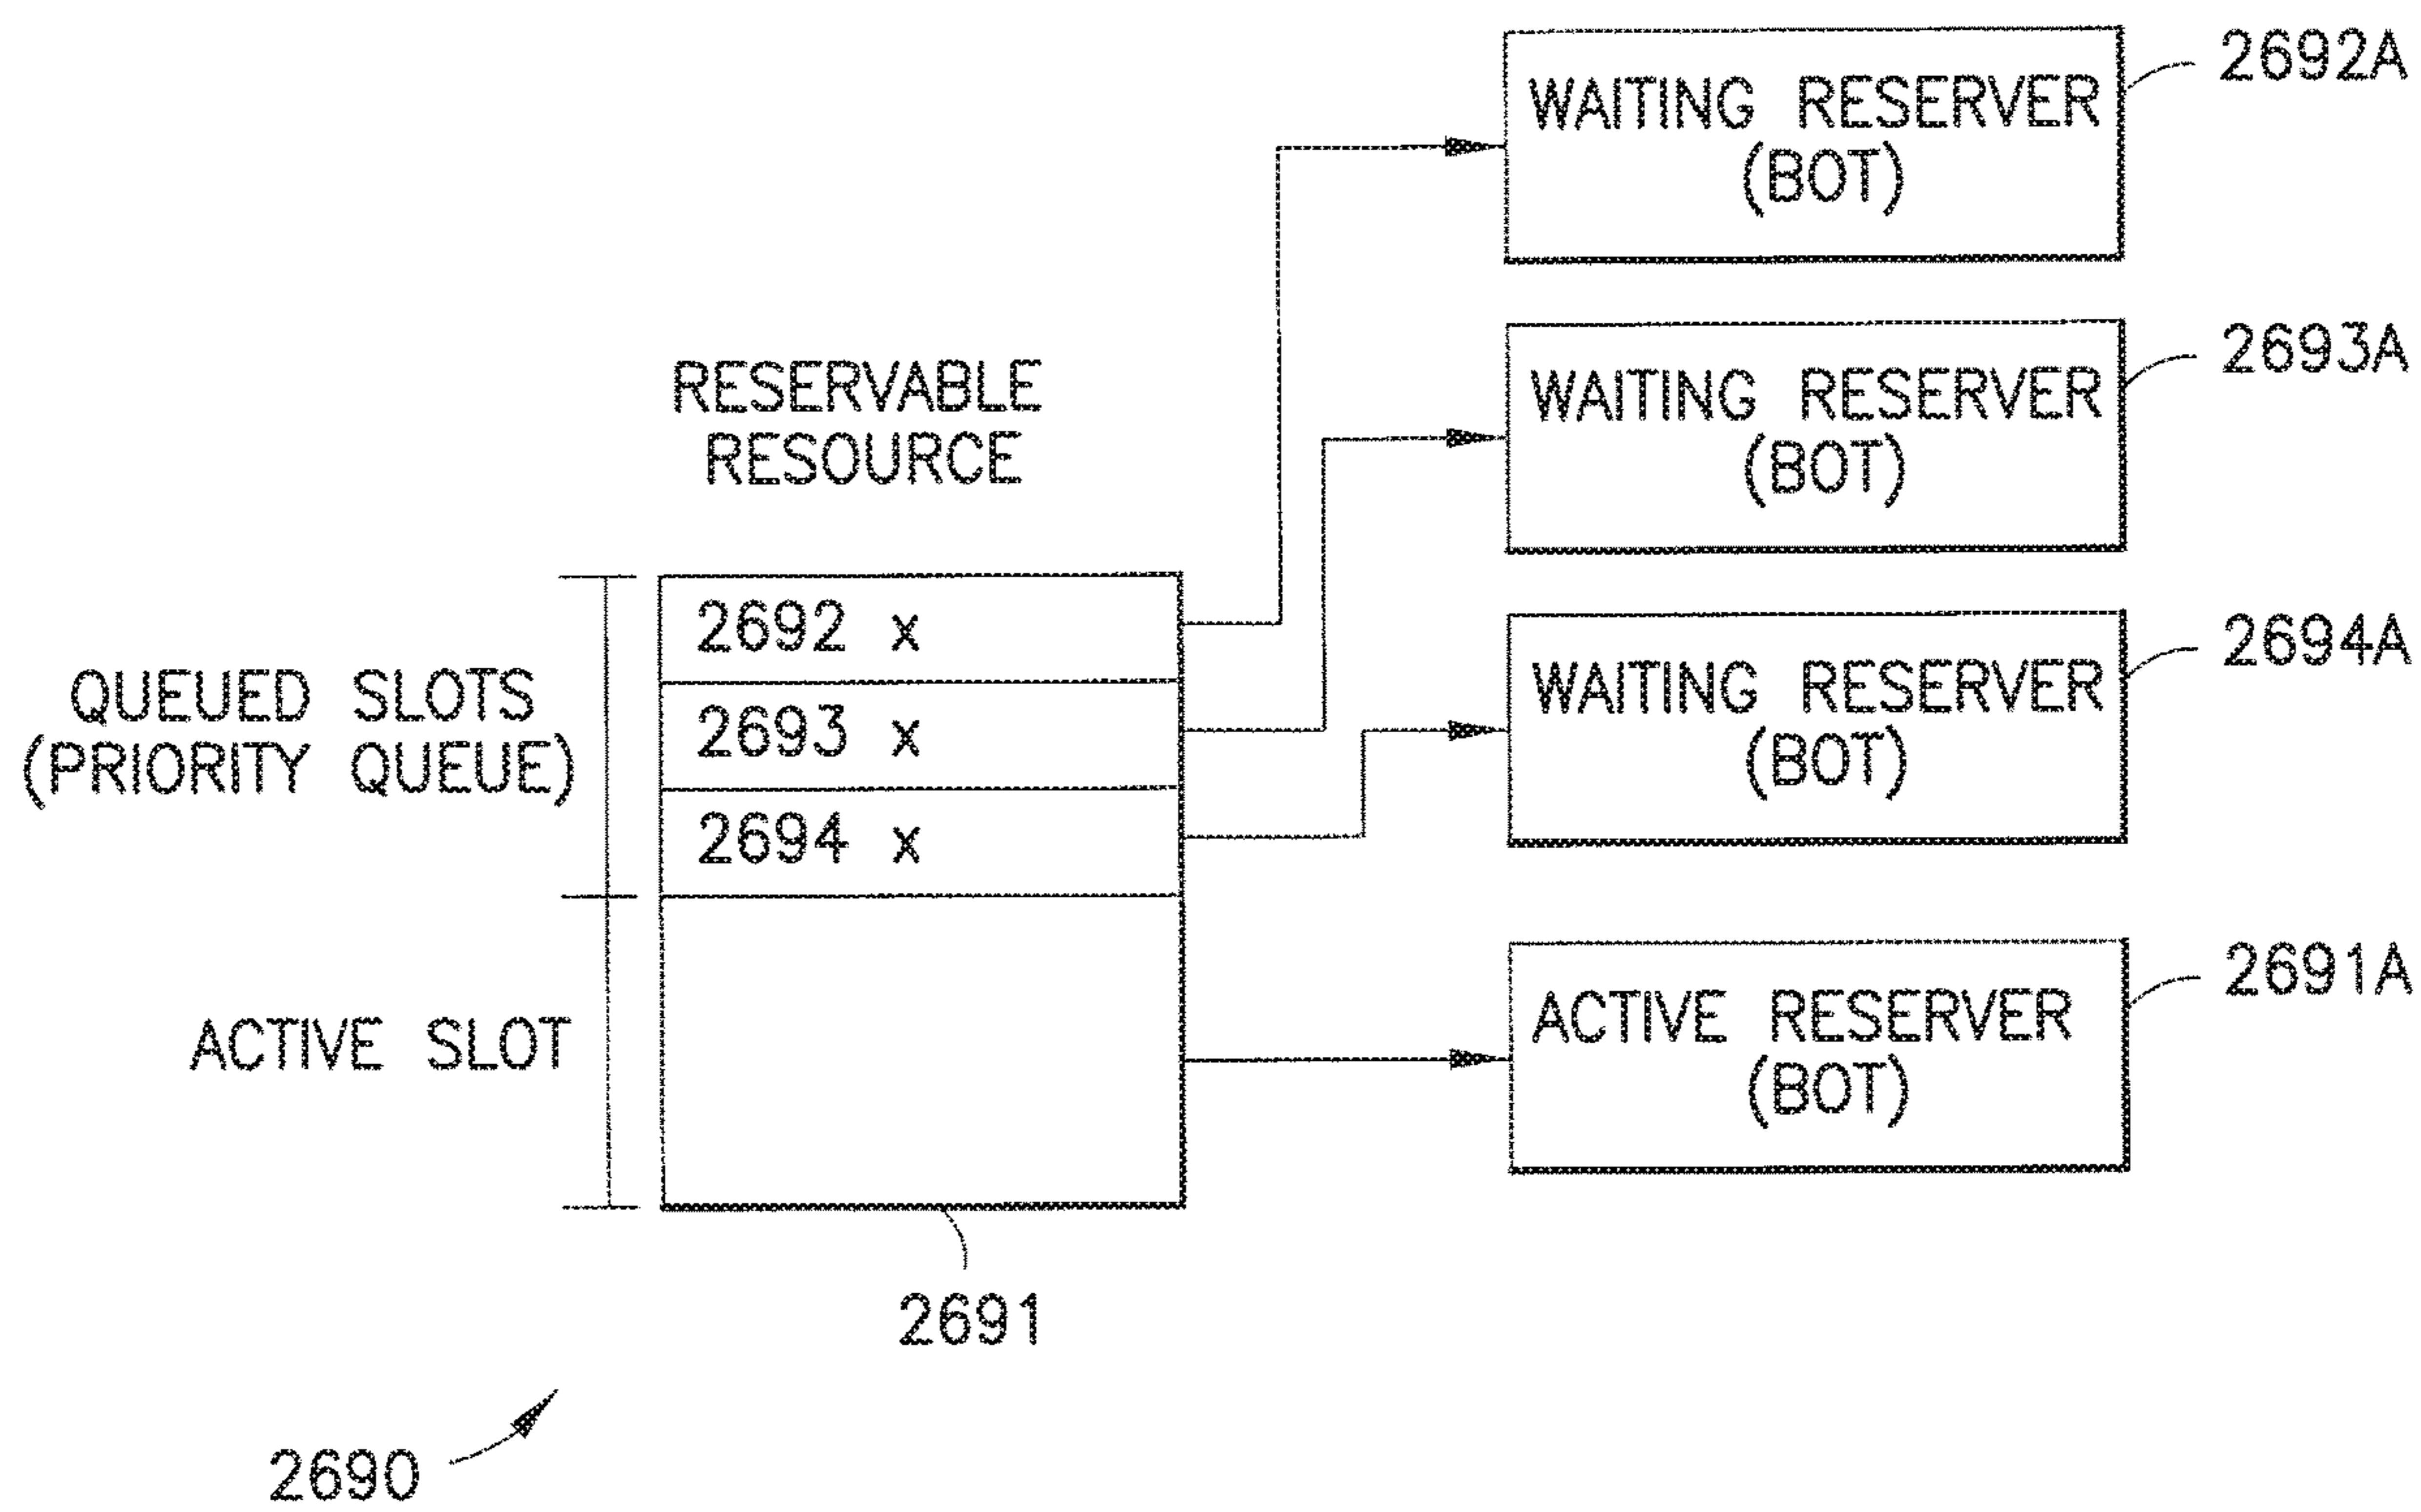 RESERVABLE
RESOURCE
QUEUED SLOTS
(PRIORITY QUEUE)
ACTIVE SLOT
2692 x
2693 x
2694 x
2691
2690
WAITING RESERVER
(BOT)
2692A
WAITING RESERVER
(BOT)
2693A
WAITING RESERVER
(BOT)
2694A
ACTIVE RESERVER
(BOT)
2691A